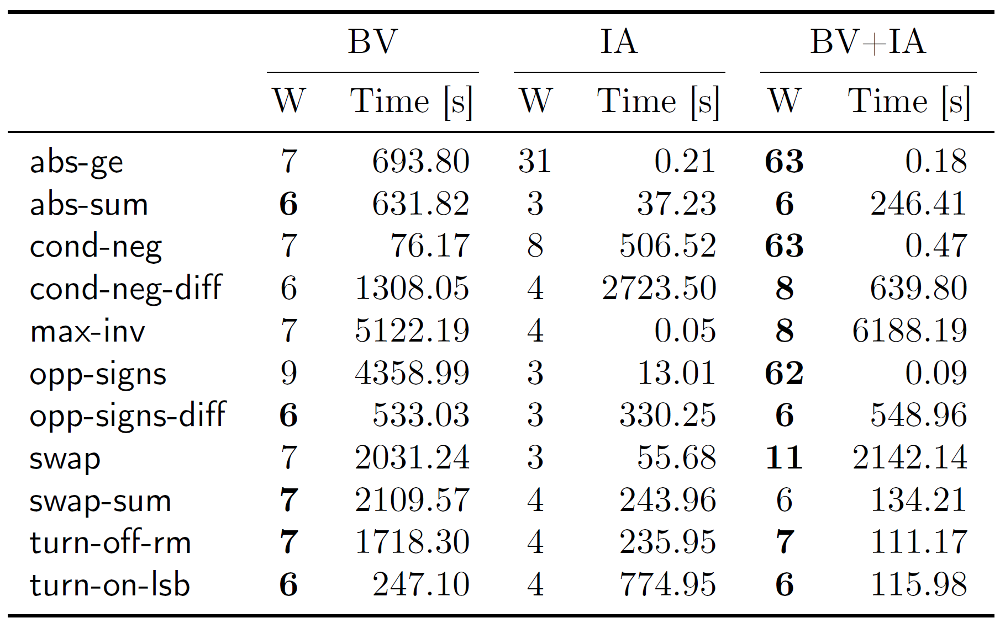 BV IA BV+IA
W Time [s] W Time [s] W Time [s]
abs-ge 7 693.80 31 0.21 63 0.18
abs-sum 6 631.82 3 37.23 6 246.41
cond-neg 7 76.17 8 506.52 63 0.47
cond-neg-diff 6 1308.05 4 2723.50 8 639.80
max-inv 7 5122.19 4 0.05 8 6188.19
opp-signs 9 4358.99 3 13.01 62 0.09
opp-signs-diff 6 533.03 3 330.25 6 548.96
swap 7 2031.24 3 55.68 11 2142.14
swap-sum 7 2109.57 4 243.96 6 134.21
turn-off-rm 7 1718.30 4 235.95 7 111.17
turn-on-lsb 6 247.10 4 774.95 6 115.98